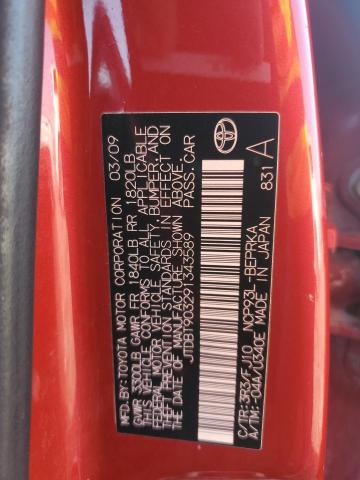 MFD.BY:TOYOTA MOTOR CORPORATION 03/09
GVWR 3300LB GAWR FR 1840LB RR 1820LB
THIS VEHICLE CONFORMS TO ALL APPLICABLE
FEDERAL MOTOR VEHICLE SAFETY, BUMPER, AND
THEFT PREVENTION STANDARDS IN EFFECT ON
THE DATE OF MANUFACTURE SHOWN ABOVE.
JTDBT903291343589 PASS.CAR
C/TR:3R3/FJ10 NCP93L-BEPRKA
A/TM:-04A/U340E MADE IN JAPAN 831 A